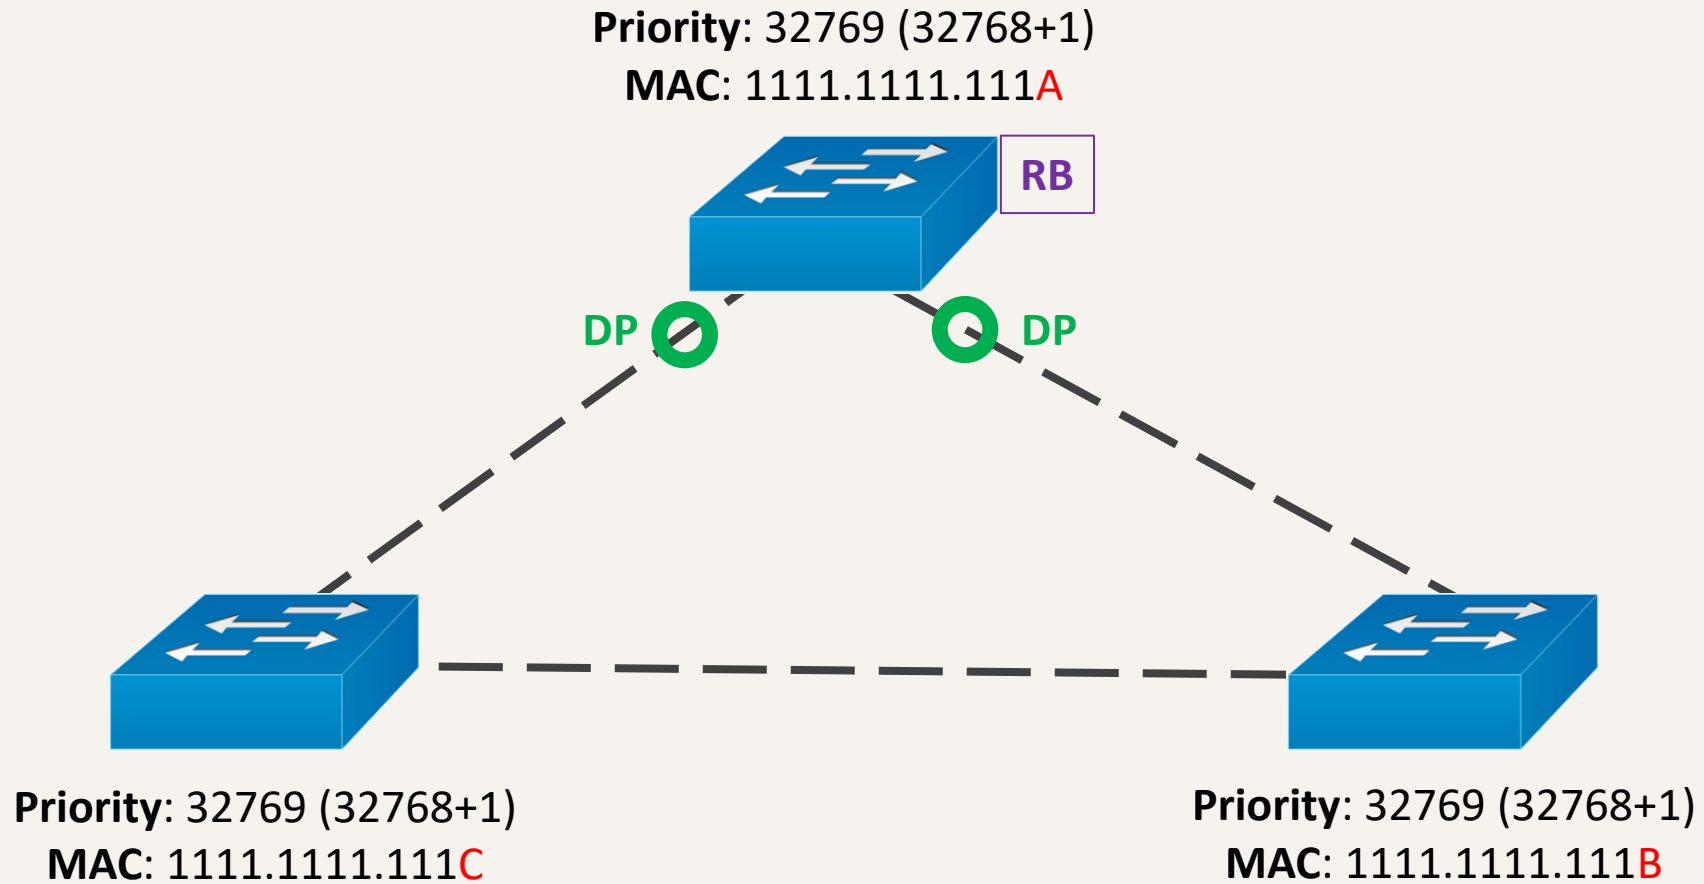 Priority: 32769 (32768+1)
MAC: 1111.1111.111A
RB
DP
DP
Priority: 32769 (32768+1)
MAC: 1111.1111.111C
Priority: 32769 (32768+1)
MAC: 1111.1111.111B